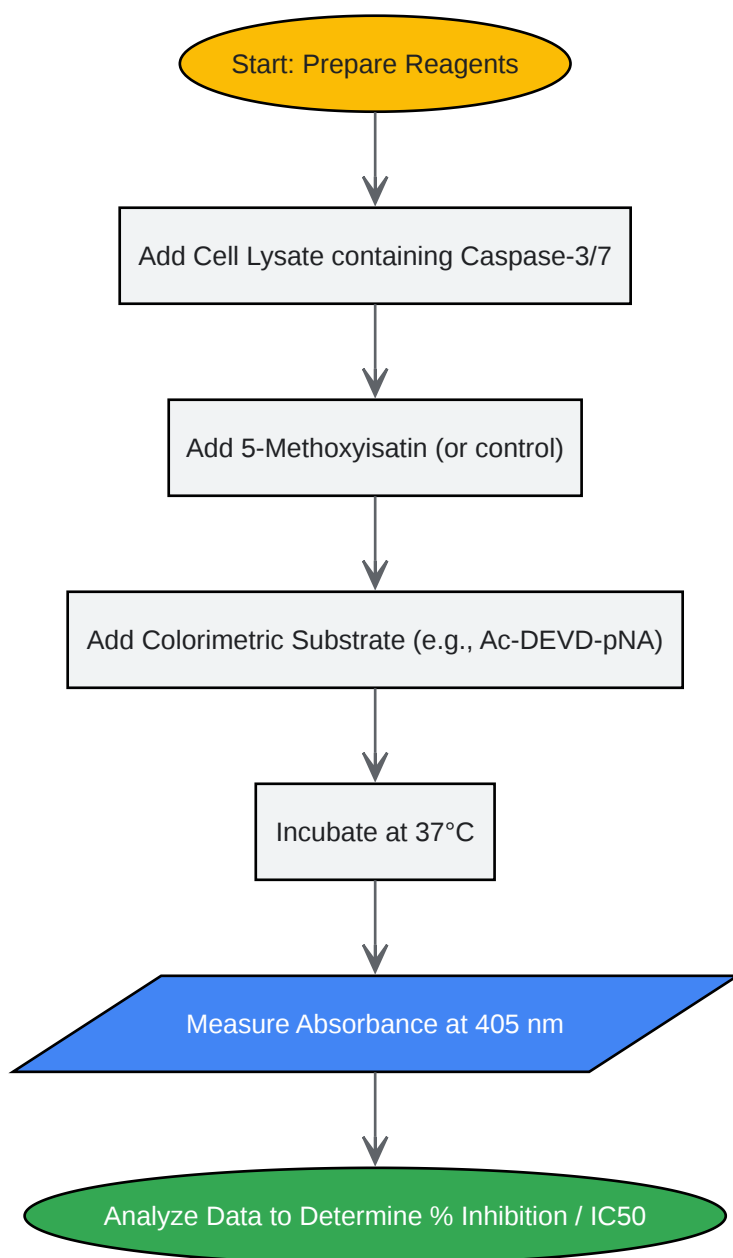 Start: Prepare Reagents
Add Cell Lysate containing Caspase-3/7
Add 5-Methoxyisatin (or control)
Add Colorimetric Substrate (e.g., Ac-DEVD-pNA)
Incubate at 37°C
Measure Absorbance at 405 nm
Analyze Data to Determine % Inhibition / IC50